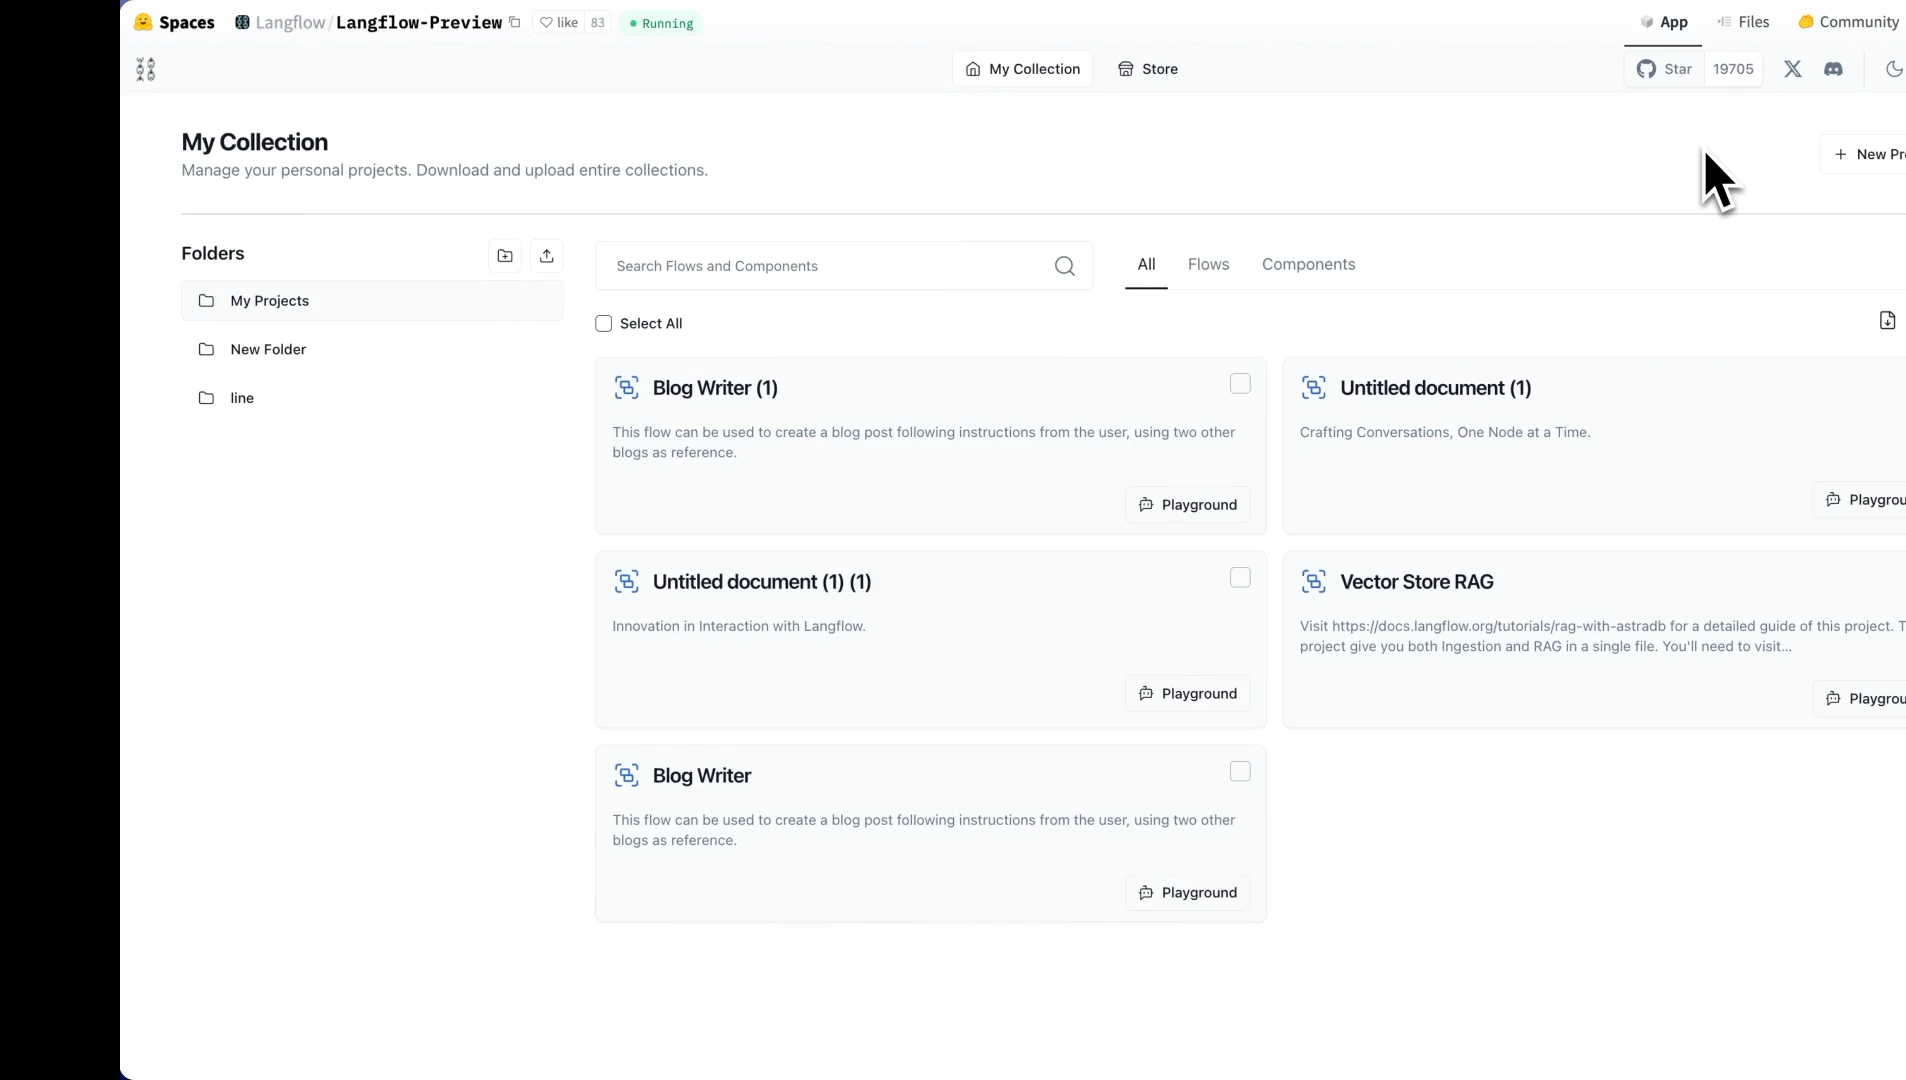 Spaces Langflow/Langflow-Preview like 83 Running App Files Community
My Collection Store Star 19705
My Collection
Manage your personal projects. Download and upload entire collections.
New Pr
Folders
Search Flows and Components
All Flows Components
My Projects
New Folder
line
Select All
Blog Writer (1)
This flow can be used to create a blog post following instructions from the user, using two other
blogs as reference.
Playground
Untitled document (1)
Crafting Conversations, One Node at a Time.
Playgrou
Untitled document (1) (1)
Innovation in Interaction with Langflow.
Playground
Vector Store RAG
Visit https://docs.langflow.org/tutorials/rag-with-astradb for a detailed guide of this project. T
project give you both Ingestion and RAG in a single file. You'll need to visit...
Playgrou
Blog Writer
This flow can be used to create a blog post following instructions from the user, using two other
blogs as reference.
Playground